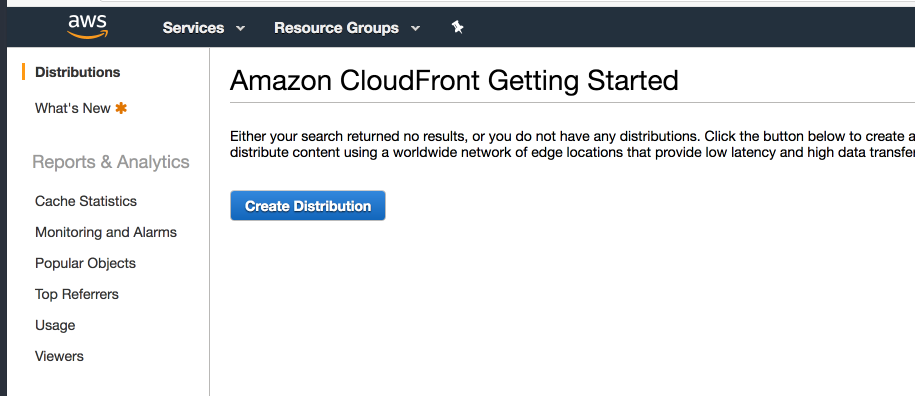 aws
Services
Resource Groups
Distributions
What's New
Reports & Analytics
Cache Statistics
Monitoring and Alarms
Popular Objects
Top Referrers
Usage
Viewers
Amazon CloudFront Getting Started
Either your search returned no results, or you do not have any distributions. Click the button below to create a
distribute content using a worldwide network of edge locations that provide low latency and high data transfe
Create Distribution